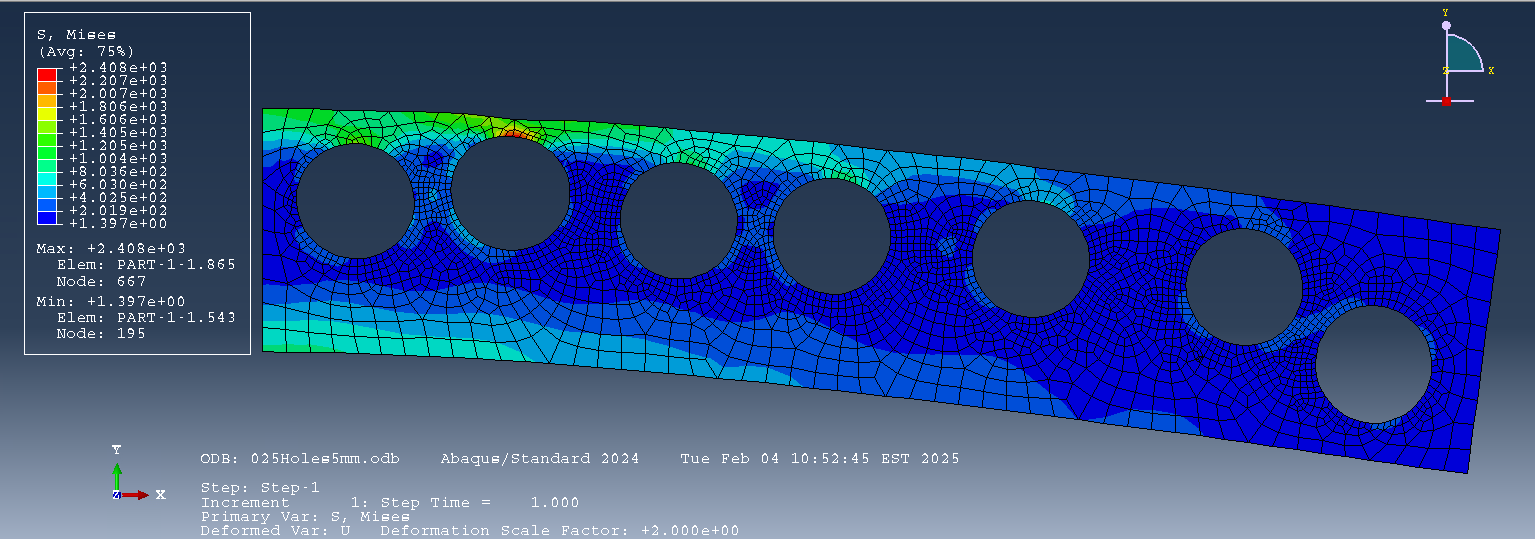 S, Mises
(Avg: 75%)
+2.408e+03
+2.207e+03
+2.007e+03
+1.806e+03
+1.606e+03
+1.405e+03
+1.205e+03
+1.004e+03
+8.036e+02
+6.030e+02
+4.025e+02
+2.019e+02
+1.397e+00
Max: +2.408e+03
Elem: PART-1-1.865
Node: 667
Min: +1.397e+00
Elem: PART-1-1.543
Node: 195
Y
Z X
Y
Z X
ODB: 025Holes5mm.odb Abaqus/Standard 2024 Tue Feb 04 10:52:45 EST 2025
Step: Step-1
Increment 1: Step Time = 1.000
Primary Var: S, Mises
Deformed Var: U Deformation Scale Factor: +2.000e+00